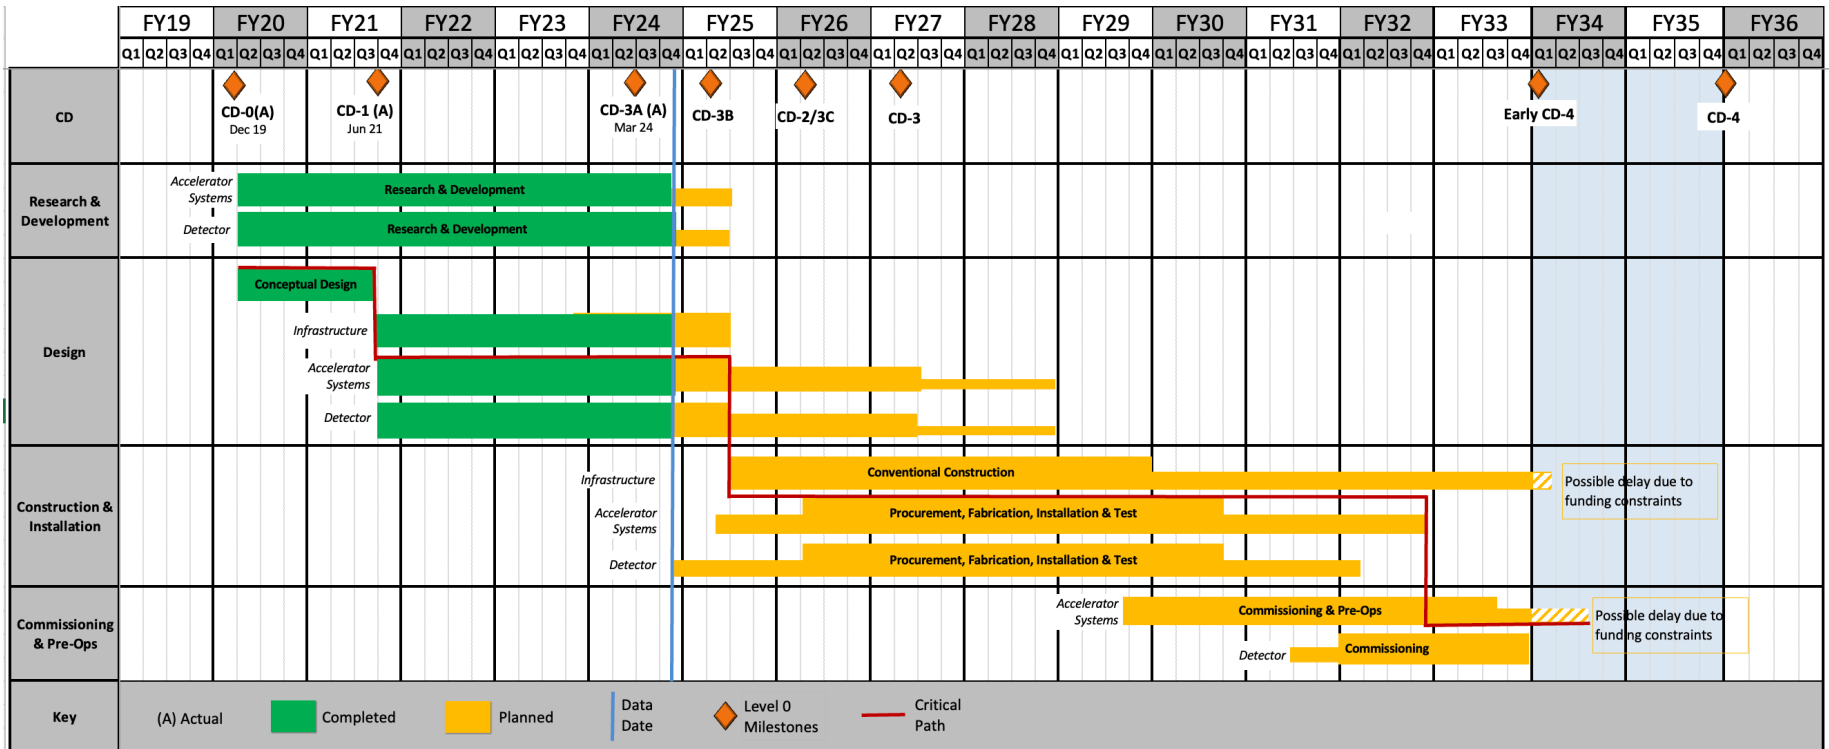 FY19 FY20 FY21 FY22 FY23 FY24 FY25 FY26 FY27 FY28 FY29 FY30 FY31 FY32 FY33 FY34 FY35 FY36
Q1 Q2 Q3 Q4 Q1 Q2 Q3 Q4 Q1 Q2 Q3 Q4 Q1 Q2 Q3 Q4 Q1 Q2 Q3 Q4 Q1 Q2 Q3 Q4 Q1 Q2 Q3 Q4 Q1 Q2 Q3 Q4 Q1 Q2 Q3 Q4 Q1 Q2 Q3 Q4 Q1 Q2 Q3 Q4 Q1 Q2 Q3 Q4 Q1 Q2 Q3 Q4 Q1 Q2 Q3 Q4 Q1 Q2 Q3 Q4 Q1 Q2 Q3 Q4 Q1 Q2 Q3 Q4 Q1 Q2 Q3 Q4
CD
CD-0(A)
Dec 19
CD-1 (A)
Jun 21
CD-3A (A)
Mar 24
CD-3B
CD-2/3C
CD-3
Early CD-4
CD-4
Research &
Development
Accelerator
Systems
Research & Development
Detector
Research & Development
Design
Conceptual Design
Infrastructure
Accelerator
Systems
Detector
Construction &
Installation
Infrastructure
Conventional Construction
Possible delay due to
funding constraints
Accelerator
Systems
Procurement, Fabrication, Installation & Test
Detector
Procurement, Fabrication, Installation & Test
Commissioning
& Pre-Ops
Accelerator
Systems
Commissioning & Pre-Ops
Possible delay due to
funding constraints
Detector
Commissioning
Key
(A) Actual
Completed
Planned
Data
Date
Level 0
Milestones
Critical
Path